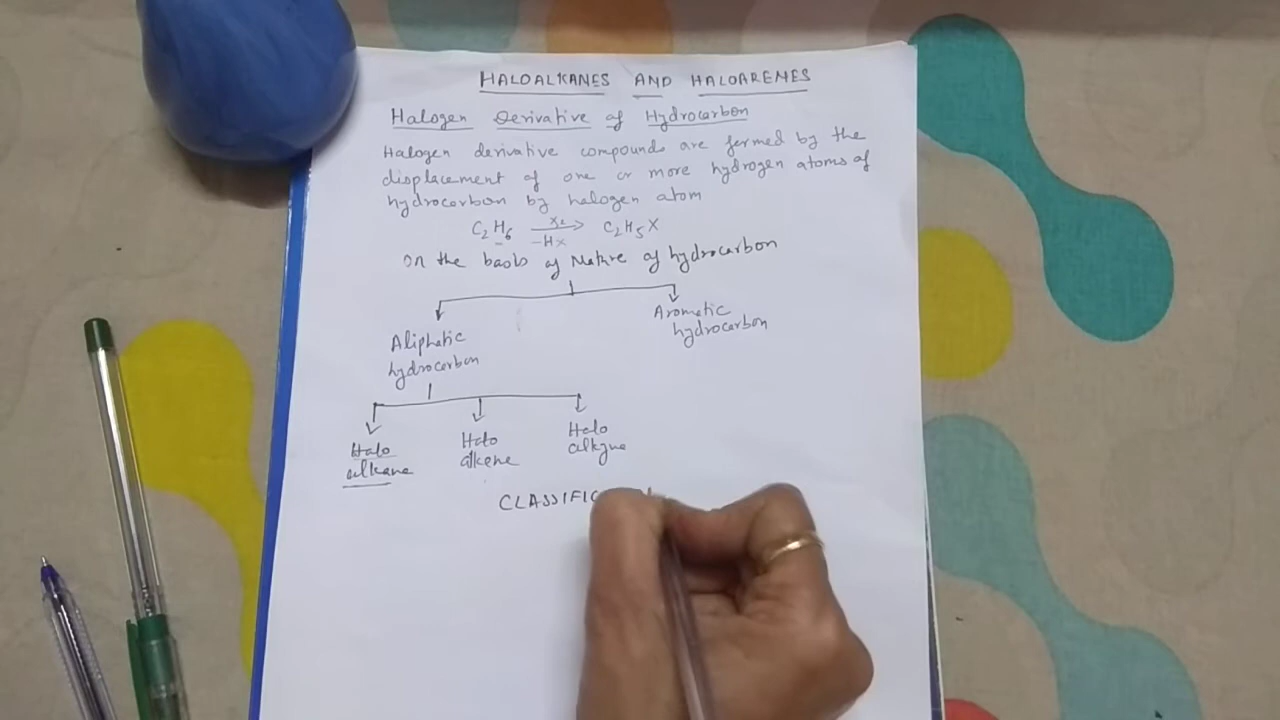 HALOALKANES AND HALOARENES
Halogen Derivative of Hydrocarbon
Halogen derivative compounds are formed by the
displacement of one or more hydrogen atoms of
hydrocarbon by halogen atom
C2H6 X2 -HX → C2H5X
on the basis of Nature of hydrocarbon
Aliphatic
hydrocarbon
Aromatic
hydrocarbon
Halo
alkane
Halo
alkene
Halo
alkyne